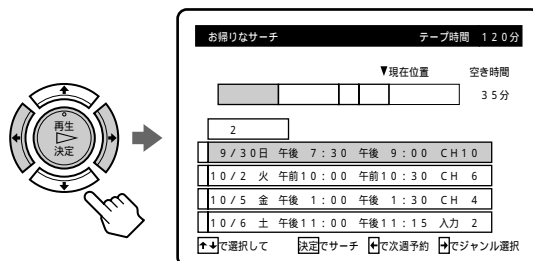 お帰りなサーチ テープ時間 120分
▼現在位置 空き時間
35分
再生
決定
2
9/30日 午後 7:30 午後 9:00 CH10
10/2 火 午前10:00 午前10:30 CH 6
10/5 金 午後 1:00 午後 1:30 CH 4
10/6 土 午後11:00 午後11:15 入力 2
↑↓で選択して 決定でサーチ ←で次週予約 →でジャンル選択